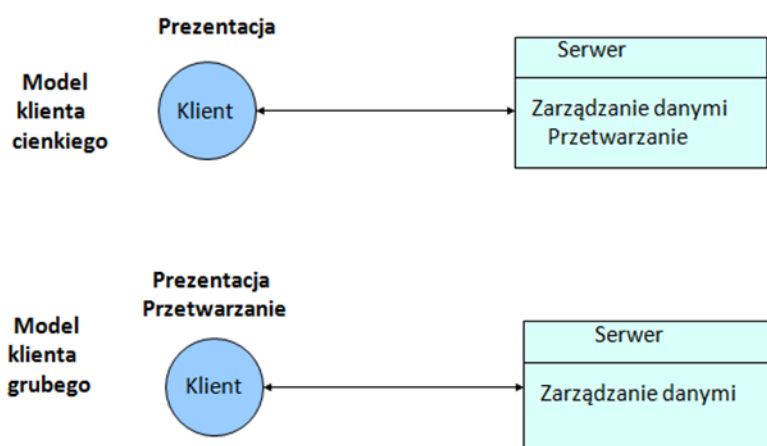 Prezentacja
Model
klienta
cienkiego
Klient
Serwer
Zarządzanie danymi
Przetwarzanie
Prezentacja
Przetwarzanie
Model
klienta
grubego
Klient
Serwer
Zarządzanie danymi